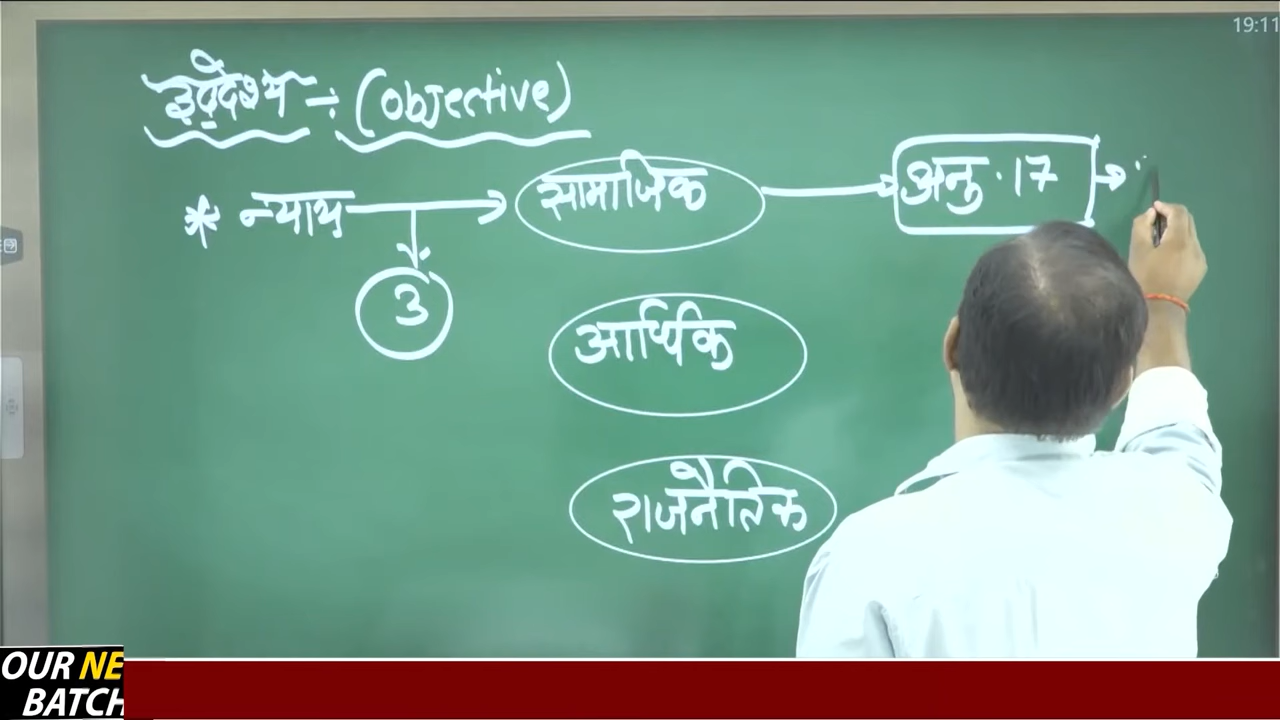 19:11
उद्देश्य ÷ (objective)
* न्याय → सामाजिक → अनु. 17 →
3
आर्थिक
राजनैतिक
OUR NE
BATCH